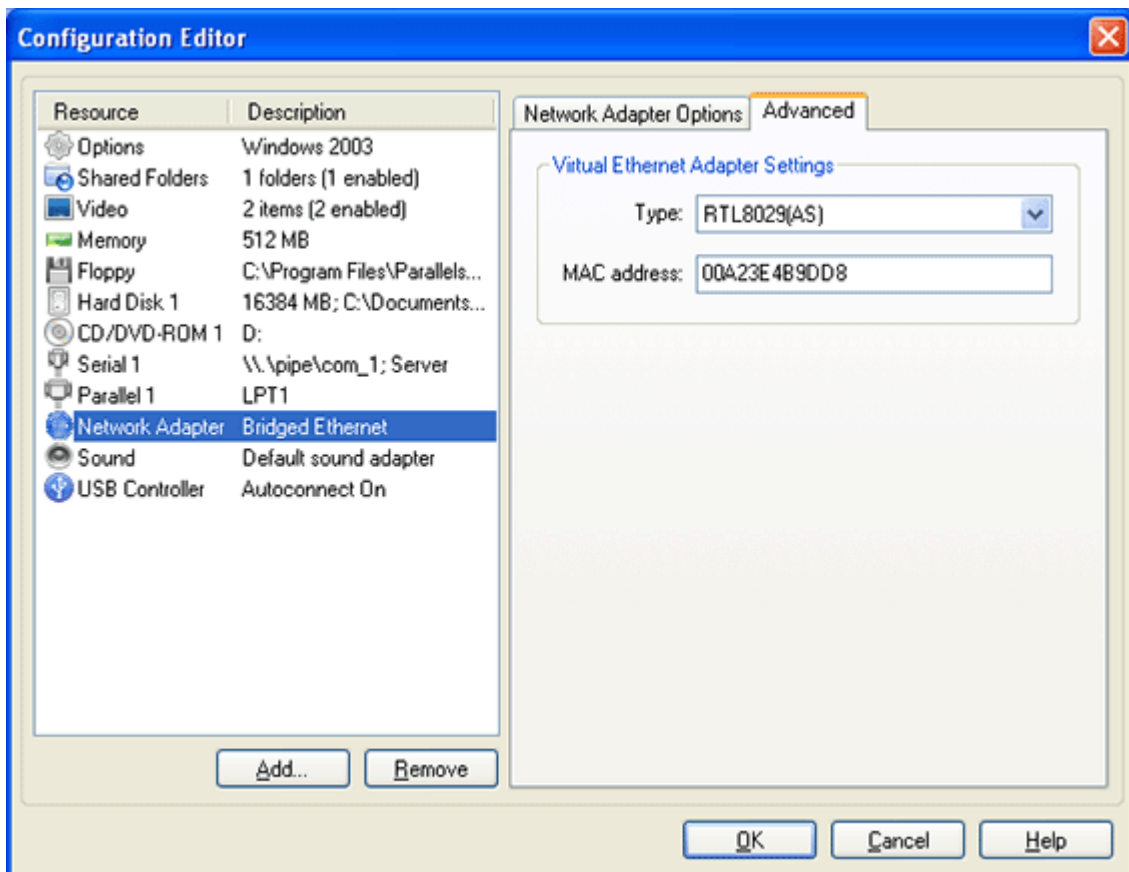 Configuration Editor
Resource Description
Options Windows 2003
Shared Folders 1 folders (1 enabled)
Video 2 items (2 enabled)
Memory 512 MB
Floppy C:\Program Files\Parallels...
Hard Disk 1 16384 MB; C:\Documents...
CD/DVD-ROM 1 D:
Serial 1 \\.\pipe\com_1; Server
Parallel 1 LPT1
Network Adapter Bridged Ethernet
Sound Default sound adapter
USB Controller Autoconnect On
Add... Remove
Network Adapter Options Advanced
Virtual Ethernet Adapter Settings
Type: RTL8029(AS)
MAC address: 00A23E4B9DD8
OK Cancel Help